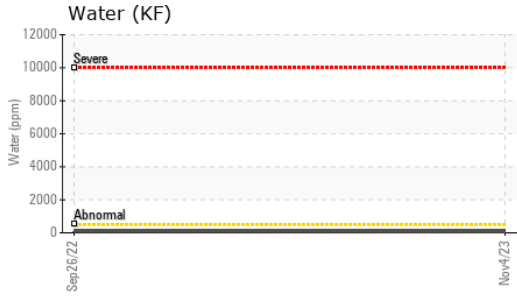 Water (KF)
12000
10000
8000
6000
4000
2000
0
Water (ppm)
Severe
Abnormal
Sep26/22
Nov4/23